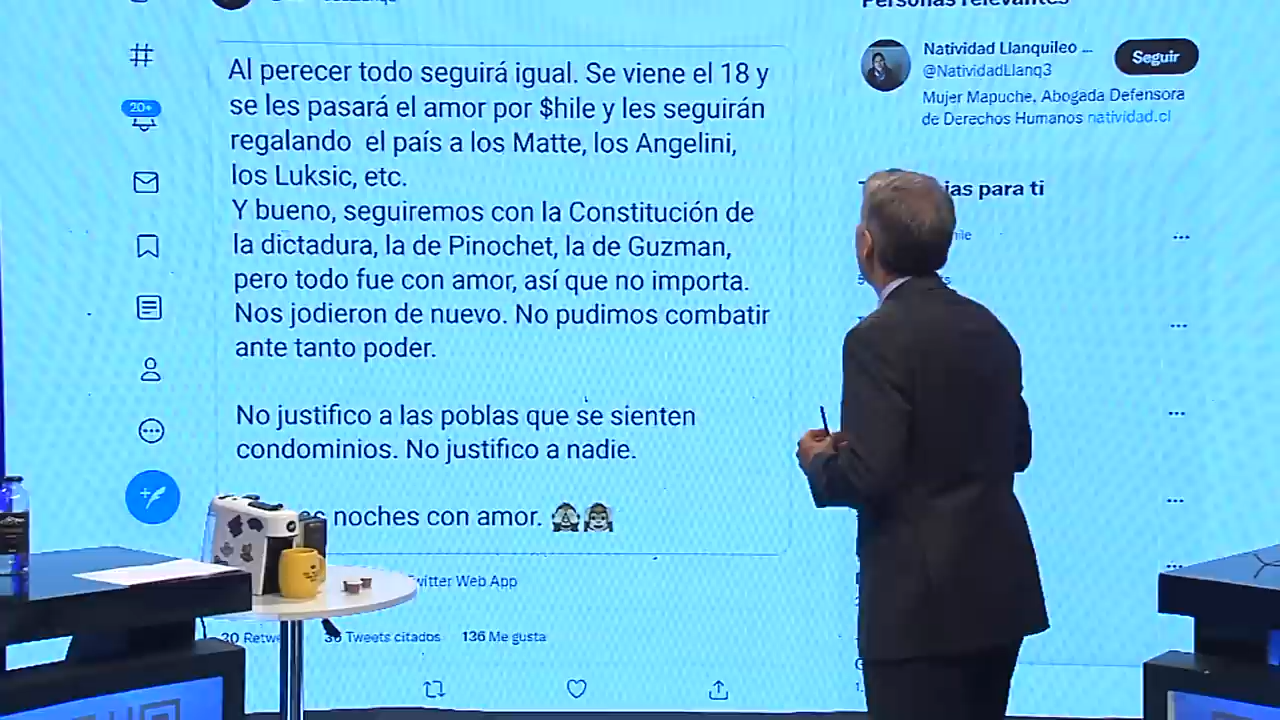 Personas relevantes
Natividad Llanquileo ...
@NatividadLlanq3
Seguir
Mujer Mapuche, Abogada Defensora
de Derechos Humanos natividad.cl
para ti
20+
Al perecer todo seguirá igual. Se viene el 18 y
se les pasará el amor por $hile y les seguirán
regalando el país a los Matte, los Angelini,
los Luksic, etc.
Y bueno, seguiremos con la Constitución de
la dictadura, la de Pinochet, la de Guzman,
pero todo fue con amor, así que no importa.
Nos jodieron de nuevo. No pudimos combatir
ante tanto poder.
No justifico a las poblas que se sienten
condominios. No justifico a nadie.
noches con amor. 🙈🙊
Twitter Web App
Tweets citados
136 Me gusta